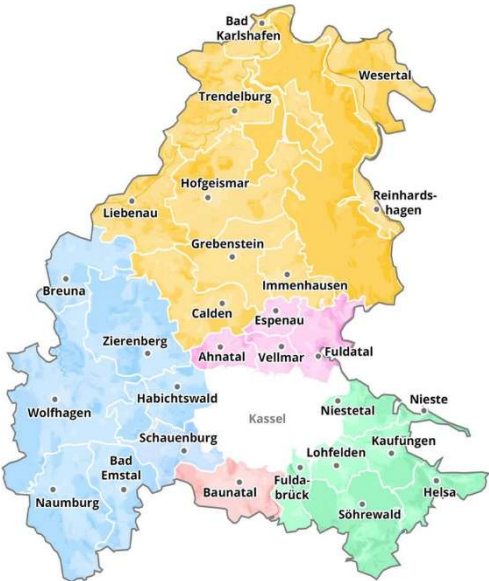 Bad
Karlshafen
Wesertal
Trendelburg
Hofgeismar
Reinhards-
hagen
Liebenau
Grebenstein
Immenhausen
Breuna
Calden
Espenau
Zierenberg
Ahnatal
Vellmar
Fuldatal
Habichtswald
Wolfhagen
Niestetal
Nieste
Kassel
Schauenburg
Kaufungen
Lohfelden
Bad
Emstal
Baunatal
Fulda-
brück
Helsa
Naumburg
Söhrewald